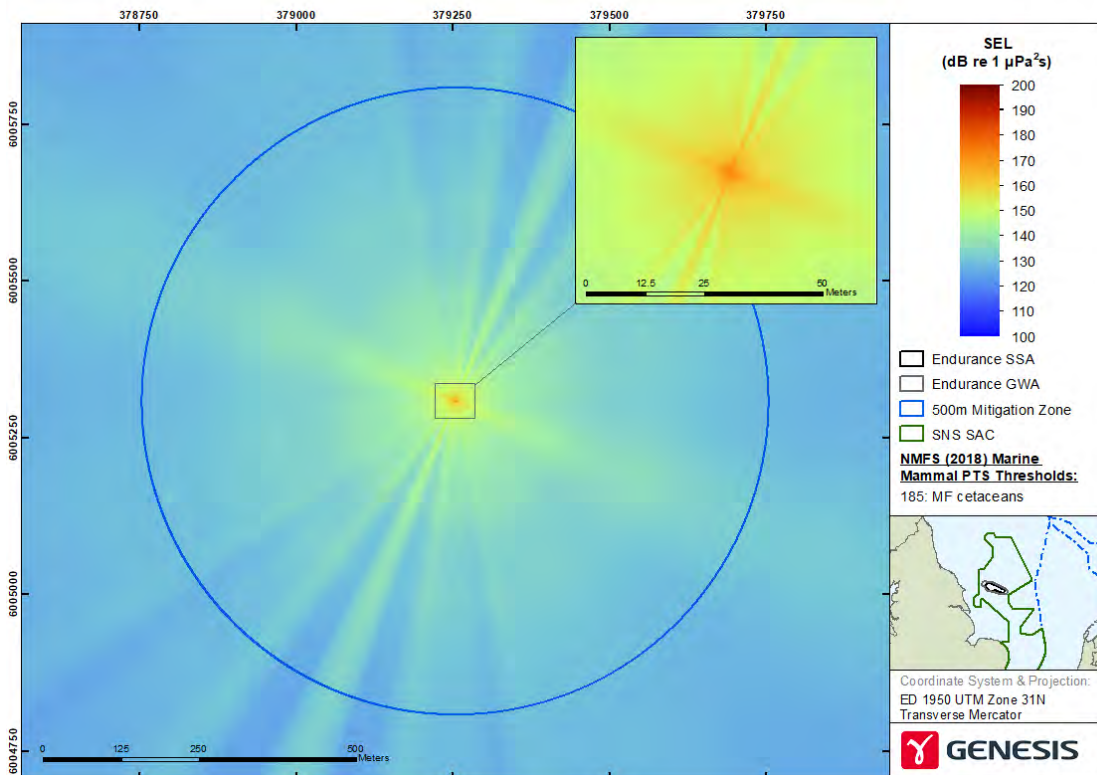 378750 379000 379250 379500 379750
6005750
6005500
6005250
6005000
6004750
0 12.5 25 50
Meters
0 125 250 500
Meters
SEL
(dB re 1 µPa²s)
200
190
180
170
160
150
140
130
120
110
100
Endurance SSA
Endurance GWA
500m Mitigation Zone
SNS SAC
NMFS (2018) Marine
Mammal PTS Thresholds:
185: MF cetaceans
Coordinate System & Projection:
ED 1950 UTM Zone 31N
Transverse Mercator
GENESIS